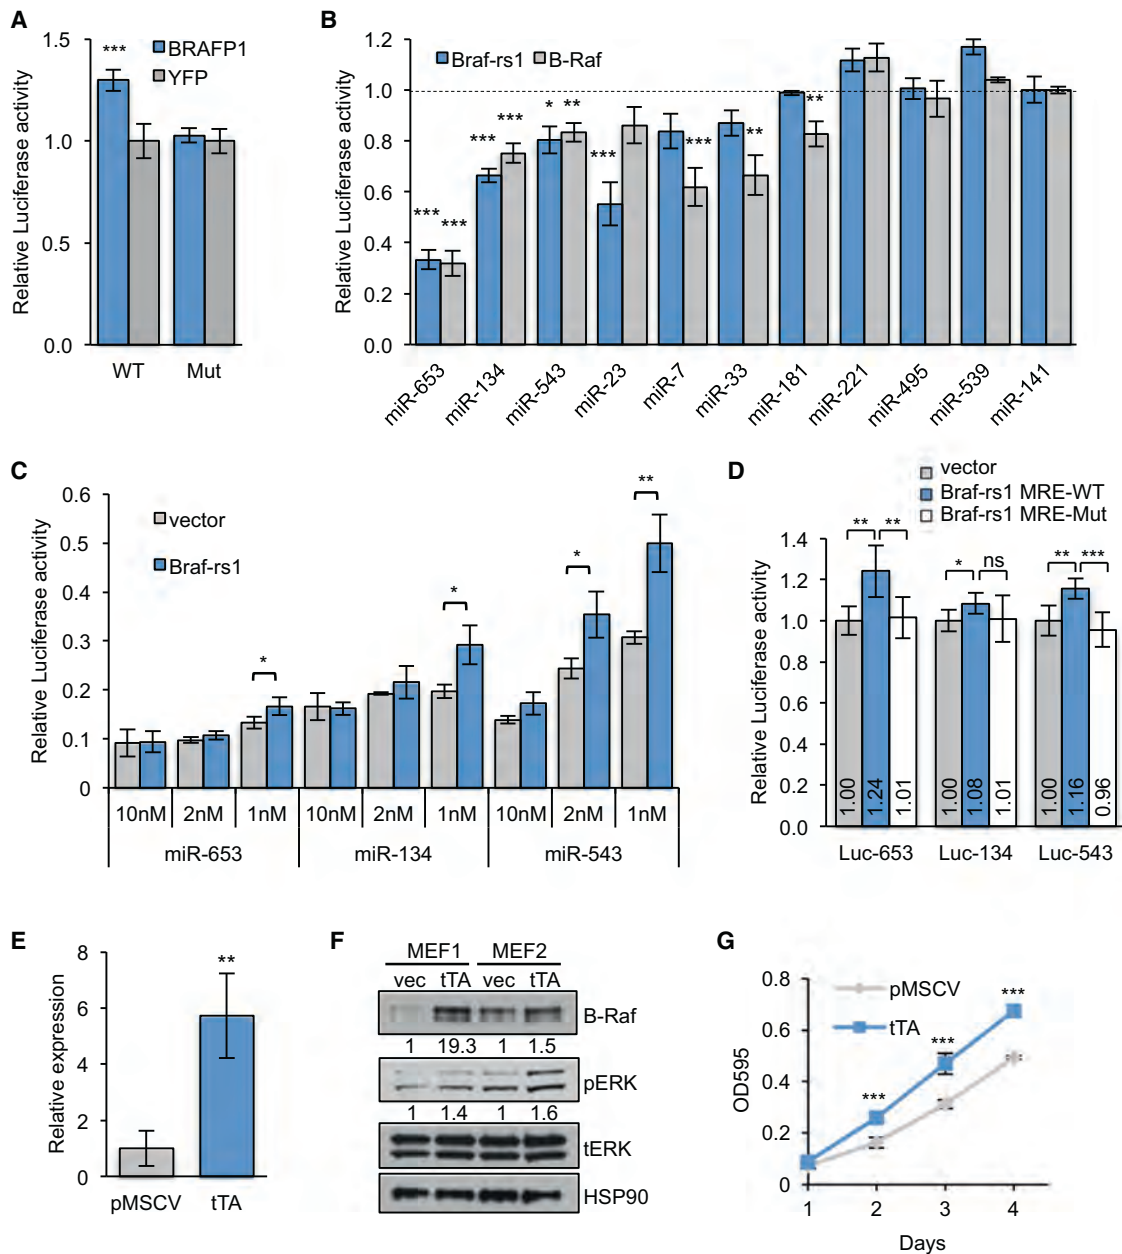 A
Relative Luciferase activity
1.5
1.0
0.5
0.0
BRAFP1
YFP
***
WT
Mut
B
Relative Luciferase activity
1.2
1.0
0.8
0.6
0.4
0.2
0.0
Braf-rs1
B-Raf
*** ***
*** ***
* **
***
***
**
**
miR-653
miR-134
miR-543
miR-23
miR-7
miR-33
miR-181
miR-221
miR-495
miR-539
miR-141
C
Relative Luciferase activity
0.6
0.5
0.4
0.3
0.2
0.1
0
vector
Braf-rs1
*
*
*
**
10nM 2nM 1nM 10nM 2nM 1nM 10nM 2nM 1nM
miR-653 miR-134 miR-543
D
vector
Braf-rs1 MRE-WT
Braf-rs1 MRE-Mut
Relative Luciferase activity
1.4
1.2
1.0
0.8
0.6
0.4
0.2
0.0
** **
* ns
** ***
1.00 1.24 1.01
1.00 1.08 1.01
1.00 1.16 0.96
Luc-653 Luc-134 Luc-543
E
Relative expression
8
6
4
2
0
**
pMSCV tTA
F
MEF1 MEF2
vec tTA vec tTA
B-Raf
1 19.3 1 1.5
pERK
1 1.4 1 1.6
tERK
HSP90
G
OD595
0.8
0.6
0.4
0.2
0
pMSCV
tTA
***
***
***
1 2 3 4
Days